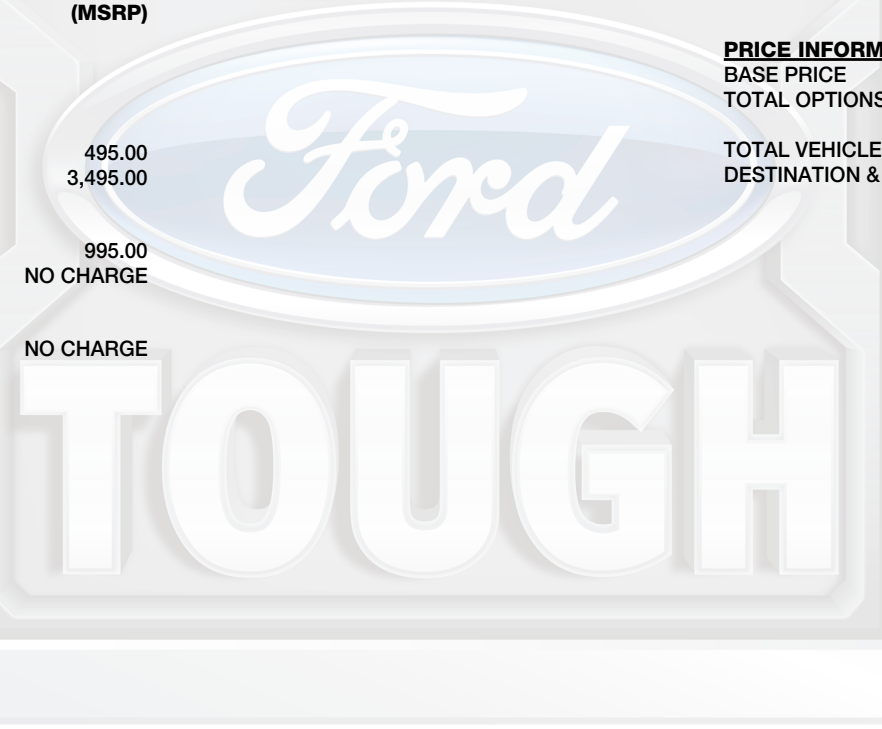 (MSRP)
495.00
3,495.00
995.00
NO CHARGE
NO CHARGE
PRICE INFORM
BASE PRICE
TOTAL OPTIONS
TOTAL VEHICLE
DESTINATION &
Ford
TOUGH